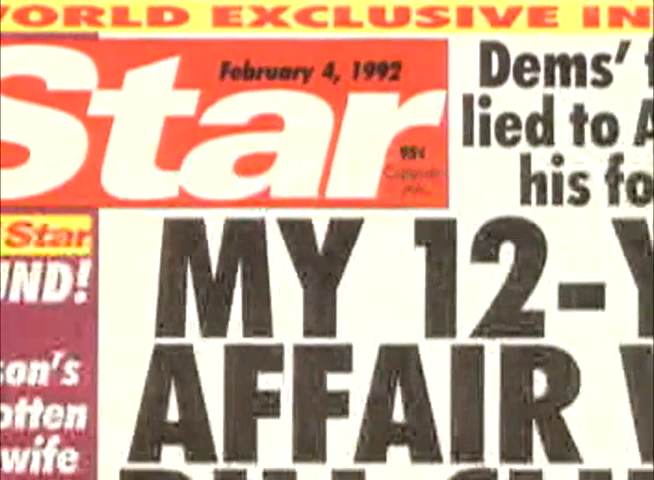 WORLD EXCLUSIVE IN
Star
February 4, 1992
95¢
Dems'
lied to A
his fo
Star
UND!
MY 12-Y
AFFAIR W
son's
otten
wife